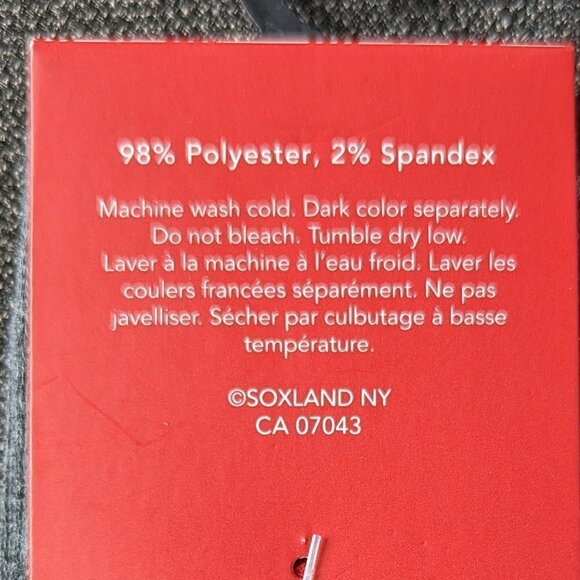 98% Polyester, 2% Spandex
Machine wash cold. Dark color separately.
Do not bleach. Tumble dry low.
Laver à la machine à l'eau froid. Laver les
coulers francées séparément. Ne pas
javelliser. Sécher par culbutage à basse
température.
©SOXLAND NY
CA 07043